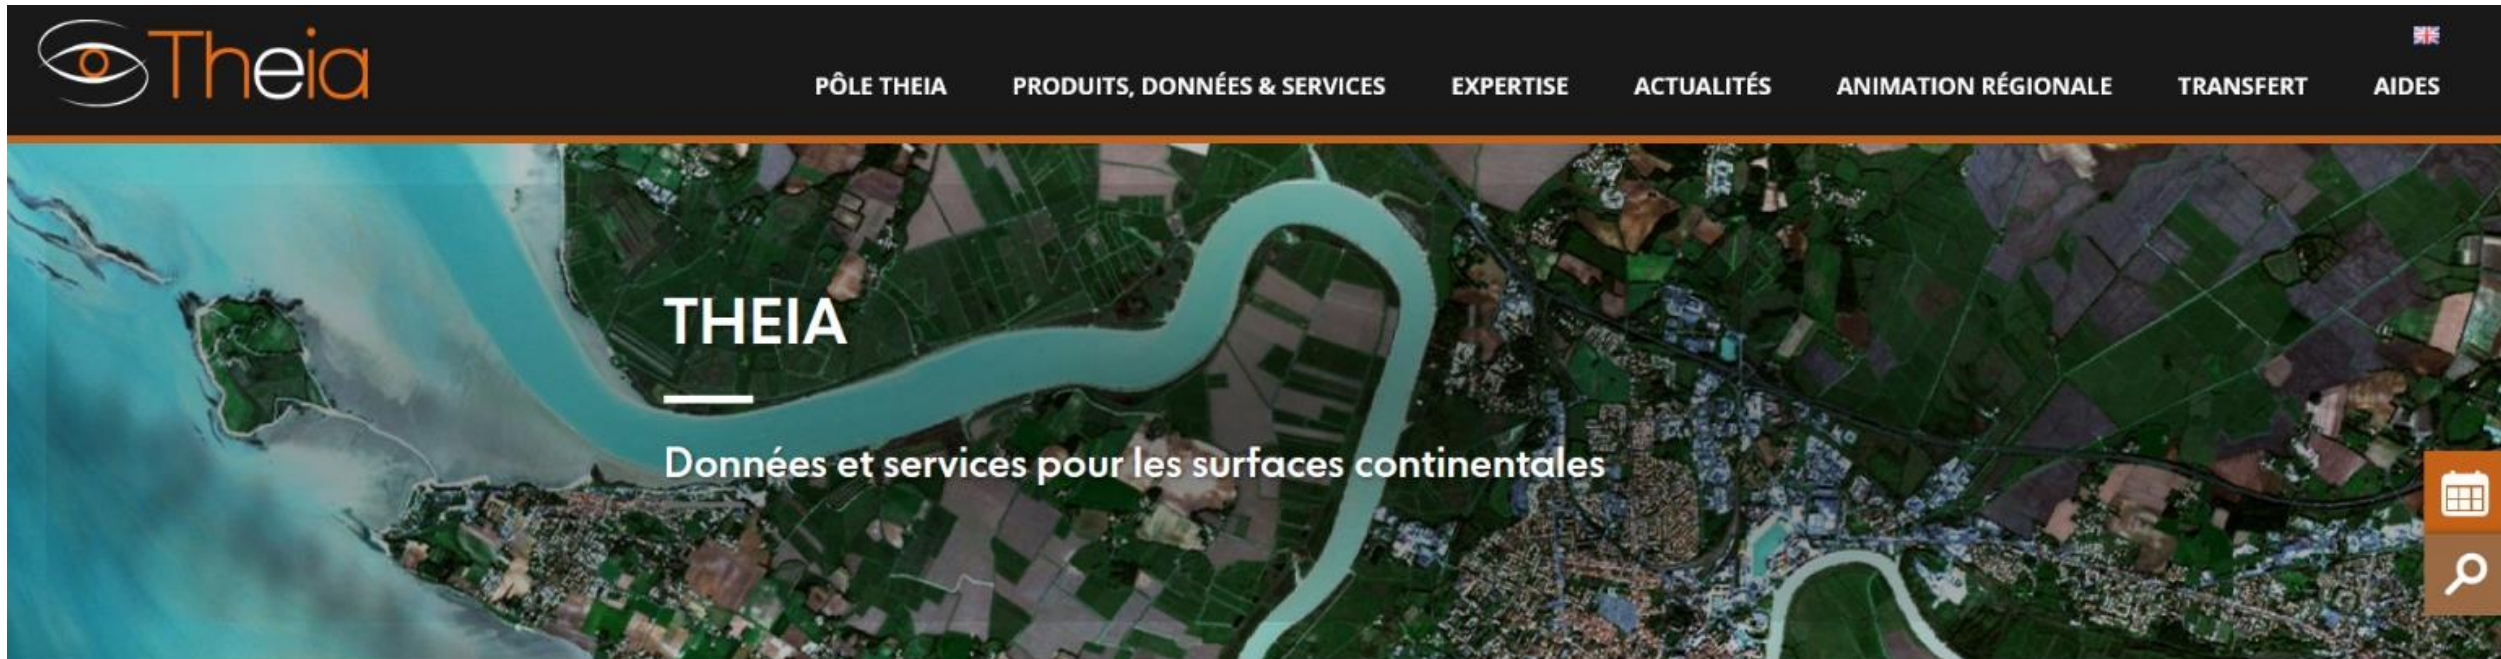 Theia
PÔLE THEIA PRODUITS, DONNÉES & SERVICES EXPERTISE ACTUALITÉS ANIMATION RÉGIONALE TRANSFERT AIDES
THEIA
Données et services pour les surfaces continentales